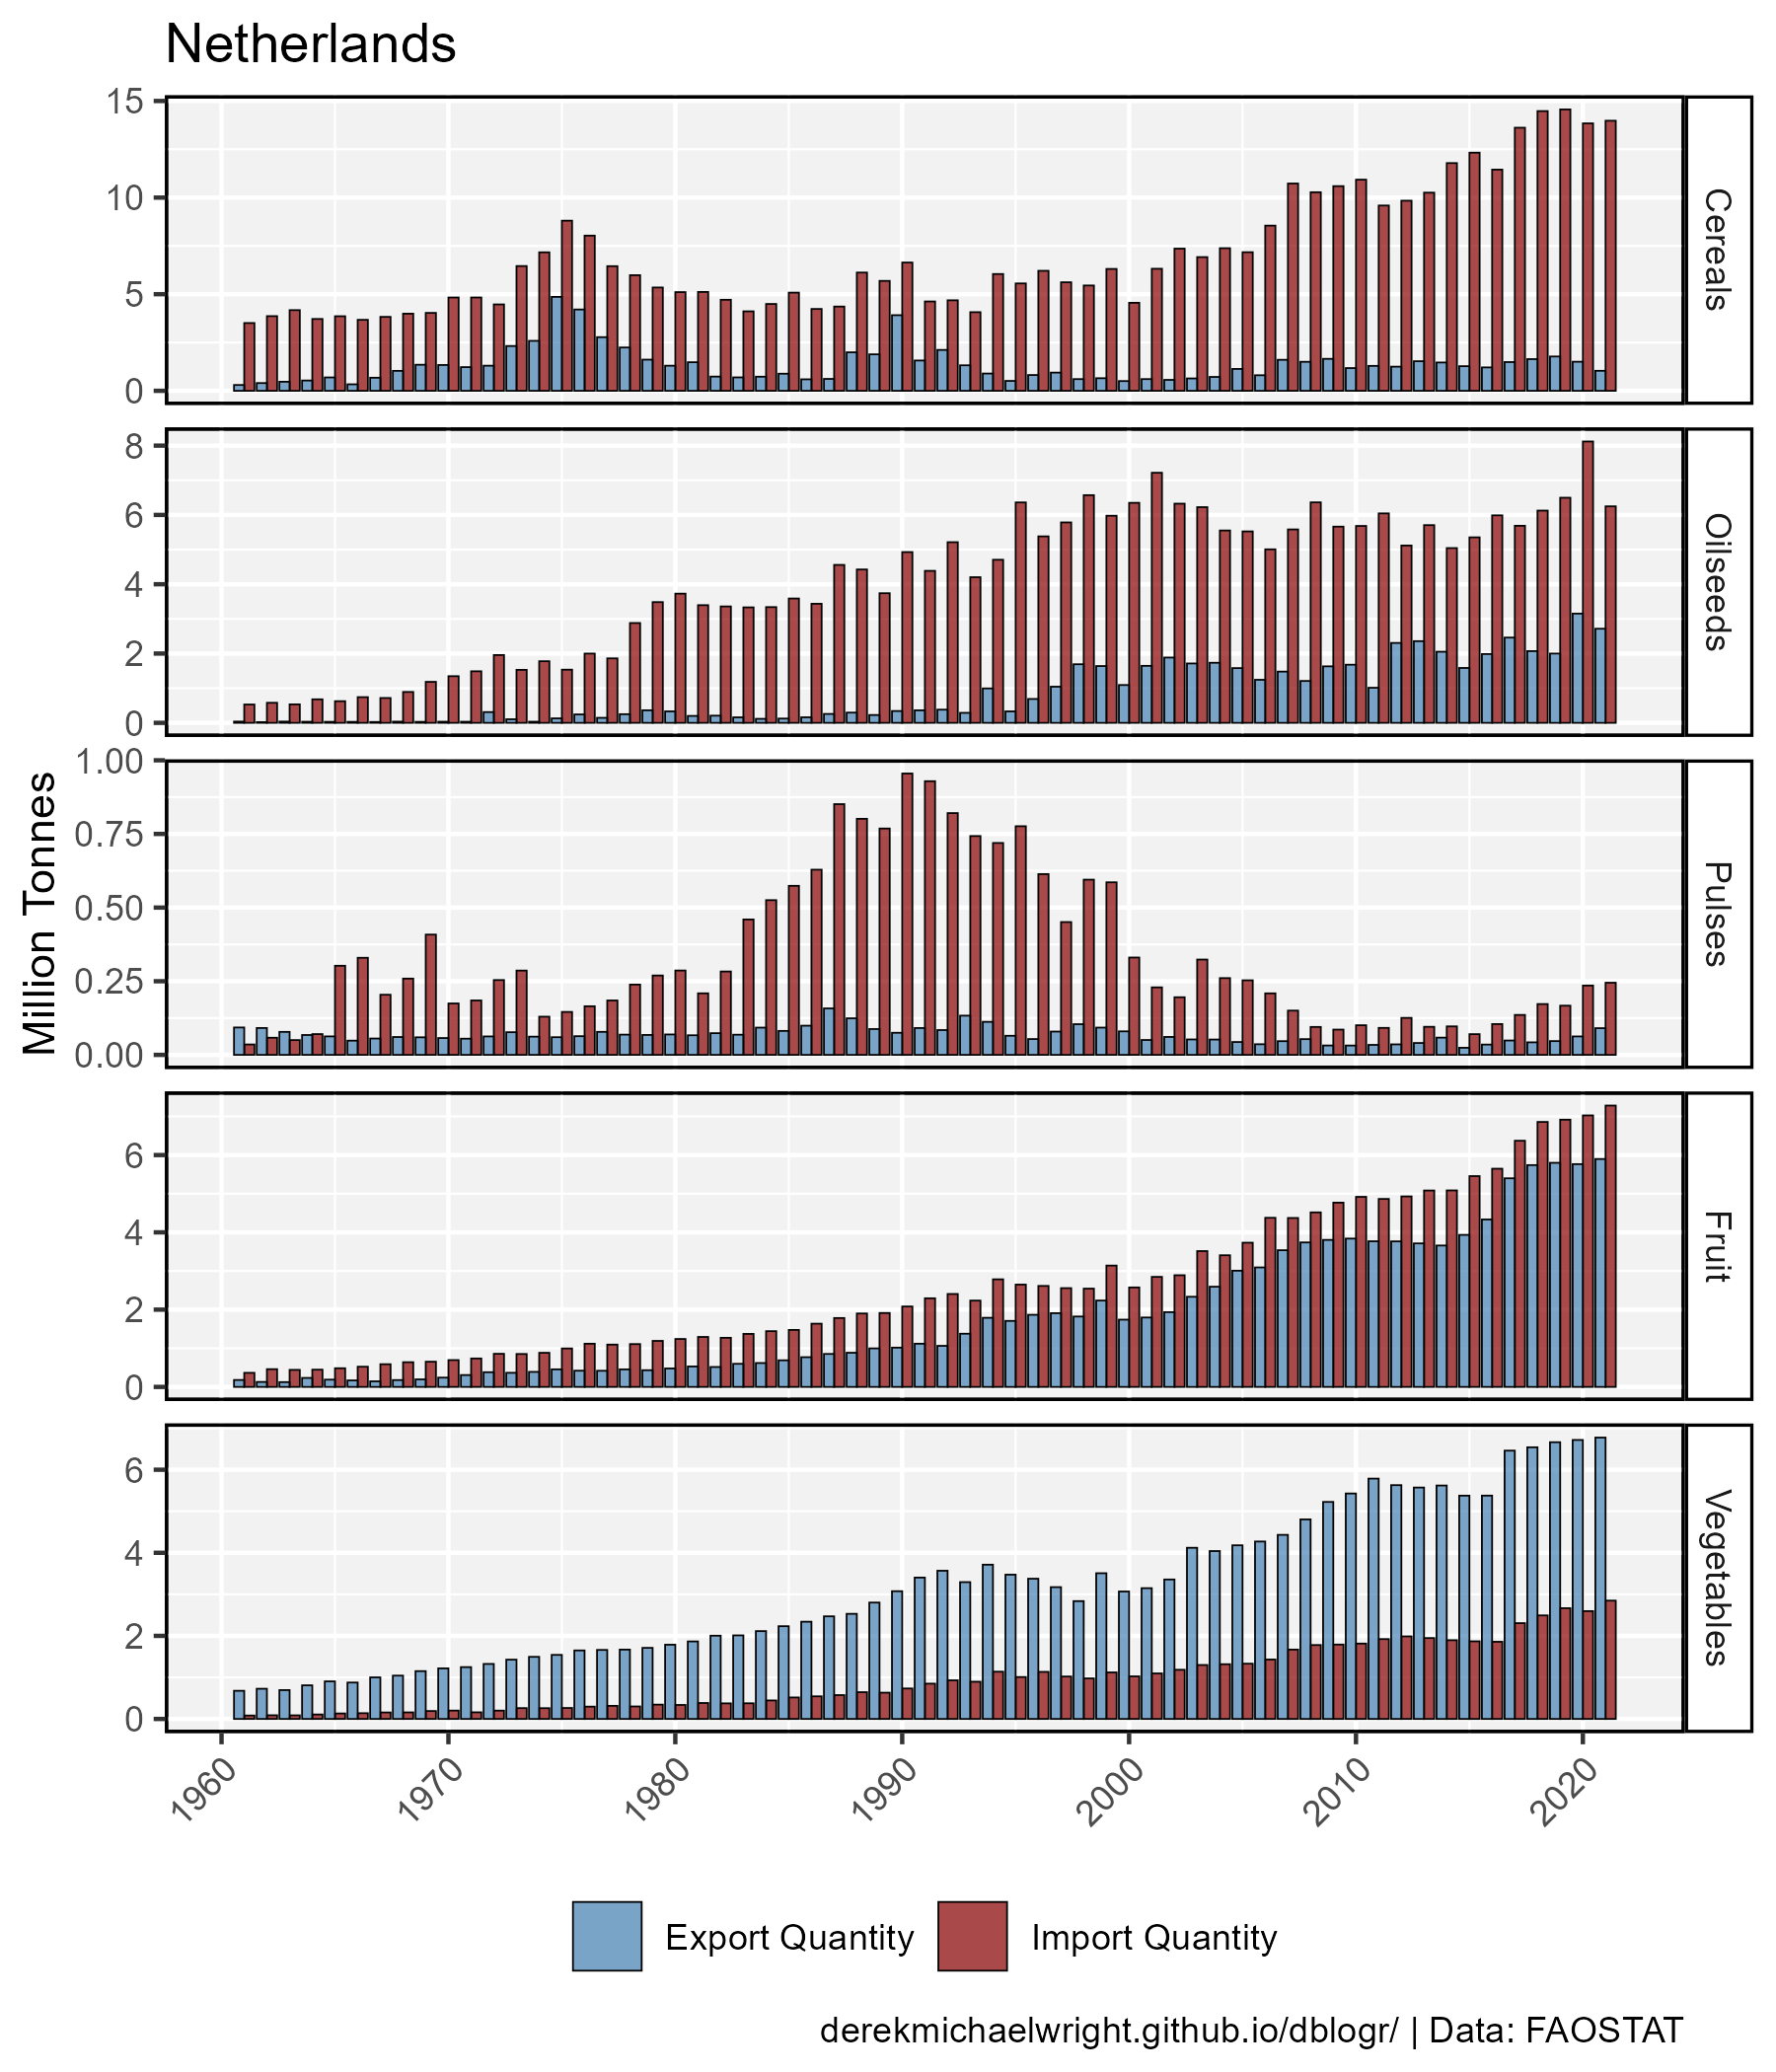 Netherlands
15
10
5
0
Cereals
8
6
4
2
0
Oilseeds
Million Tonnes
1.00
0.75
0.50
0.25
0.00
Pulses
6
4
2
0
Fruit
6
4
2
0
Vegetables
1960 1970 1980 1990 2000 2010 2020
Export Quantity Import Quantity
derekmichaelwright.github.io/dblogr/ | Data: FAOSTAT